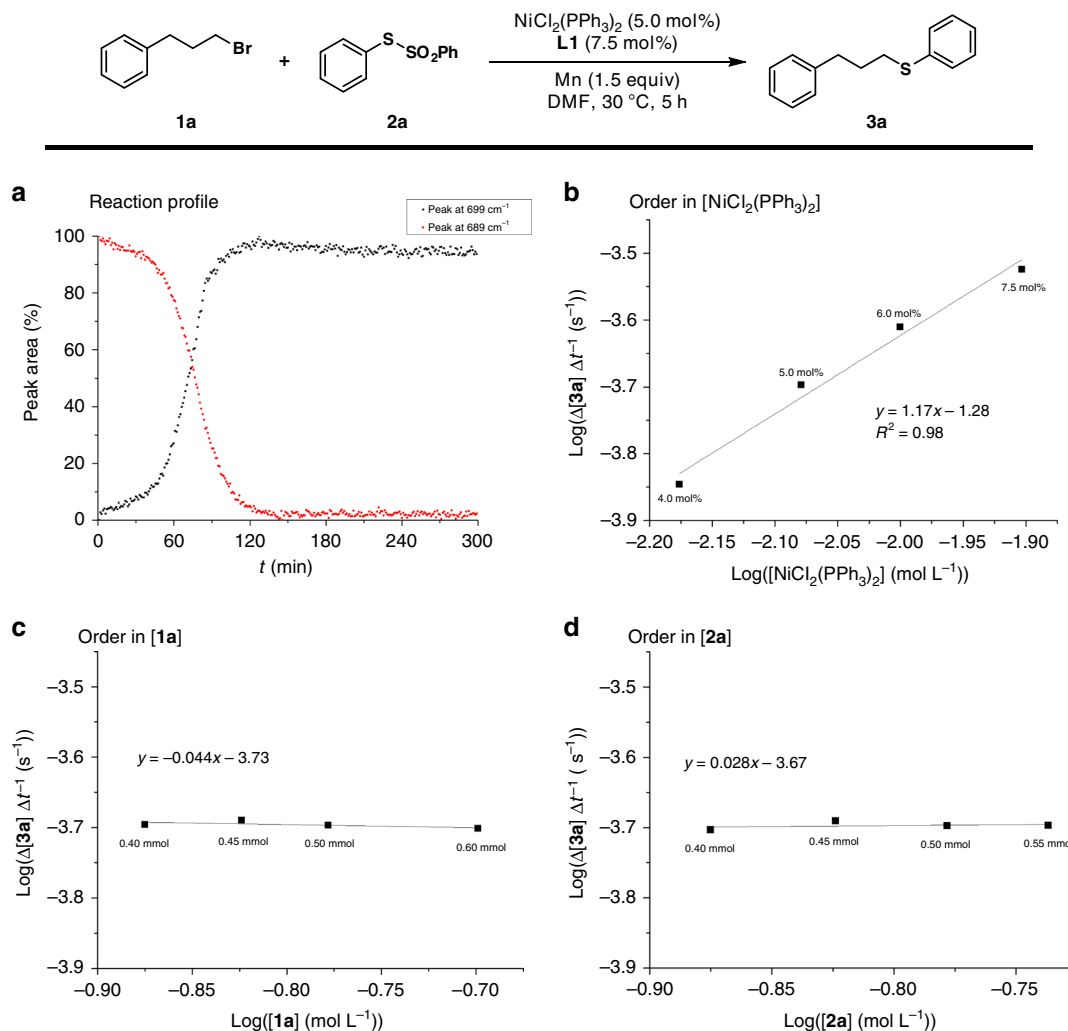 NiCl2(PPh3)2 (5.0 mol%)
L1 (7.5 mol%)
Br
+
S
SO2Ph
S
Mn (1.5 equiv)
DMF, 30 °C, 5 h
1a
2a
3a
a
Reaction profile
Peak at 699 cm⁻¹
Peak at 689 cm⁻¹
100
80
60
40
20
0
Peak area (%)
0
60
120
180
240
300
t (min)
b
Order in [NiCl2(PPh3)2]
−3.5
−3.6
−3.7
−3.8
−3.9
Log(Δ[3a] Δt⁻¹ (s⁻¹))
7.5 mol%
6.0 mol%
5.0 mol%
4.0 mol%
y = 1.17x − 1.28
R² = 0.98
−2.20
−2.15
−2.10
−2.05
−2.00
−1.95
−1.90
Log([NiCl2(PPh3)2] (mol L⁻¹))
c
Order in [1a]
−3.5
−3.6
−3.7
−3.8
−3.9
Log(Δ[3a] Δt⁻¹ (s⁻¹))
y = −0.044x − 3.73
0.40 mmol
0.45 mmol
0.50 mmol
0.60 mmol
−0.90
−0.85
−0.80
−0.75
−0.70
Log([1a] (mol L⁻¹))
d
Order in [2a]
−3.5
−3.6
−3.7
−3.8
−3.9
Log(Δ[3a] Δt⁻¹ ( s⁻¹))
y = 0.028x − 3.67
0.40 mmol
0.45 mmol
0.50 mmol
0.55 mmol
−0.90
−0.85
−0.80
−0.75
Log([2a] (mol L⁻¹))